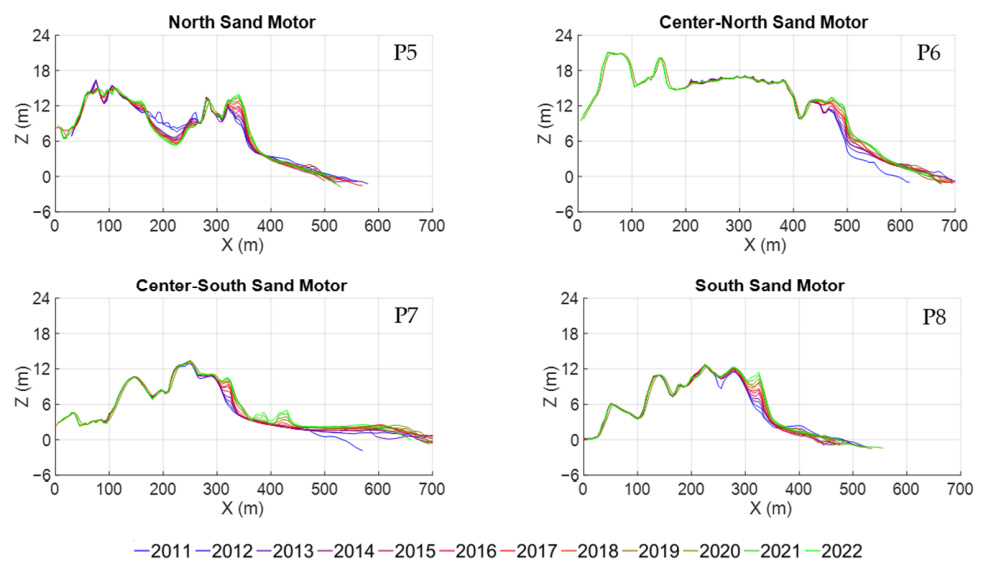 North Sand Motor
P5
24
18
12
6
0
−6
Z (m)
0 100 200 300 400 500 600 700
X (m)
Center-North Sand Motor
P6
24
18
12
6
0
−6
Z (m)
0 100 200 300 400 500 600 700
X (m)
Center-South Sand Motor
P7
24
18
12
6
0
−6
Z (m)
0 100 200 300 400 500 600 700
X (m)
South Sand Motor
P8
24
18
12
6
0
−6
Z (m)
0 100 200 300 400 500 600 700
X (m)
2011 2012 2013 2014 2015 2016 2017 2018 2019 2020 2021 2022